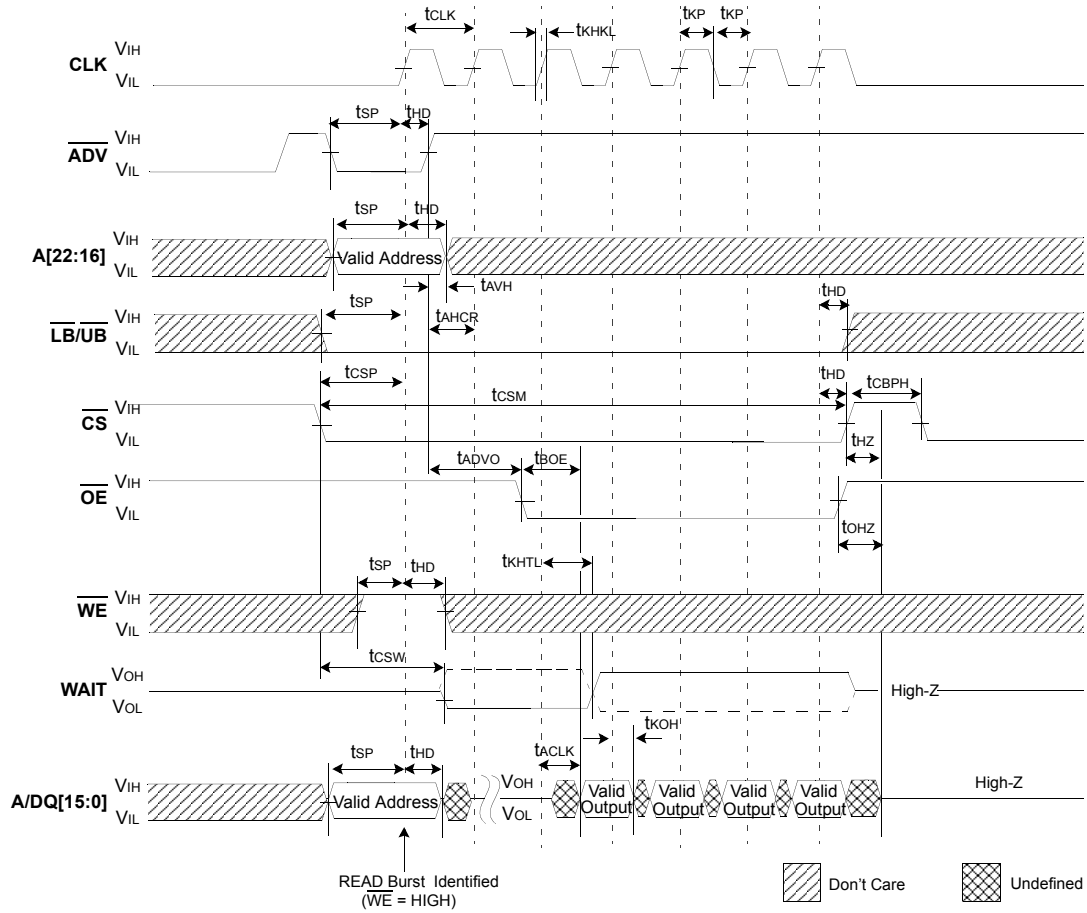 tCLK
tKHKL
tKP
tKP
CLK
VIH
VIL
tSP
tHD
ADV
VIH
VIL
tSP
tHD
A[22:16]
VIH
VIL
Valid Address
tAVH
tSP
tHD
LB/UB
VIH
VIL
tAHCR
tCSP
tCSM
tHD
tCBPH
CS
VIH
VIL
tHZ
tADVO
tBOE
OE
VIH
VIL
tOHZ
tKHTL
tSP
tHD
WE
VIH
VIL
tCSW
WAIT
VOH
VOL
High-Z
tKOH
tACLK
tSP
tHD
A/DQ[15:0]
VIH
VIL
Valid Address
VOH
VOL
Valid Output
Valid Output
Valid Output
Valid Output
High-Z
READ Burst Identified
(WE = HIGH)
Don't Care
Undefined